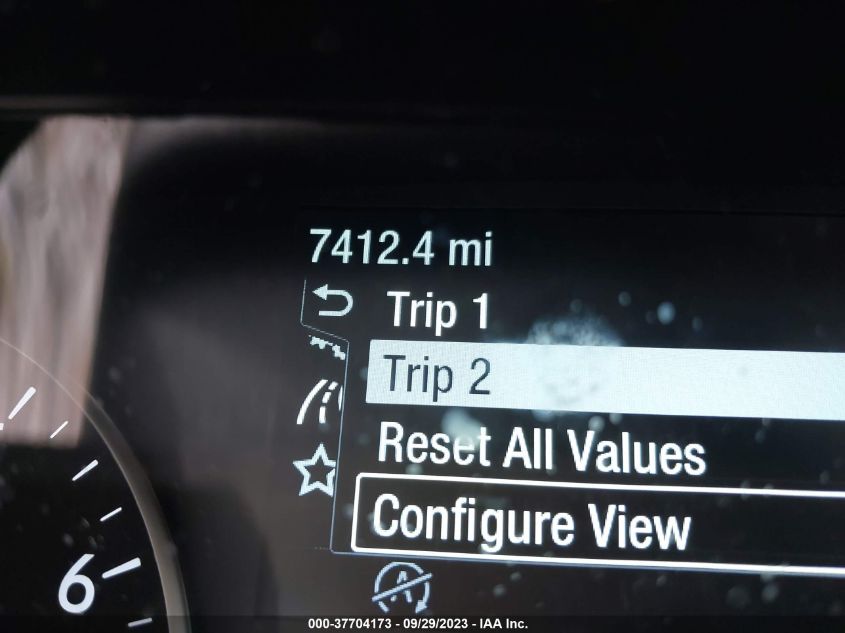 7412.4 mi
Trip 1
Trip 2
Reset All Values
Configure View
6
A
000-37704173 - 09/29/2023 - IAA Inc.